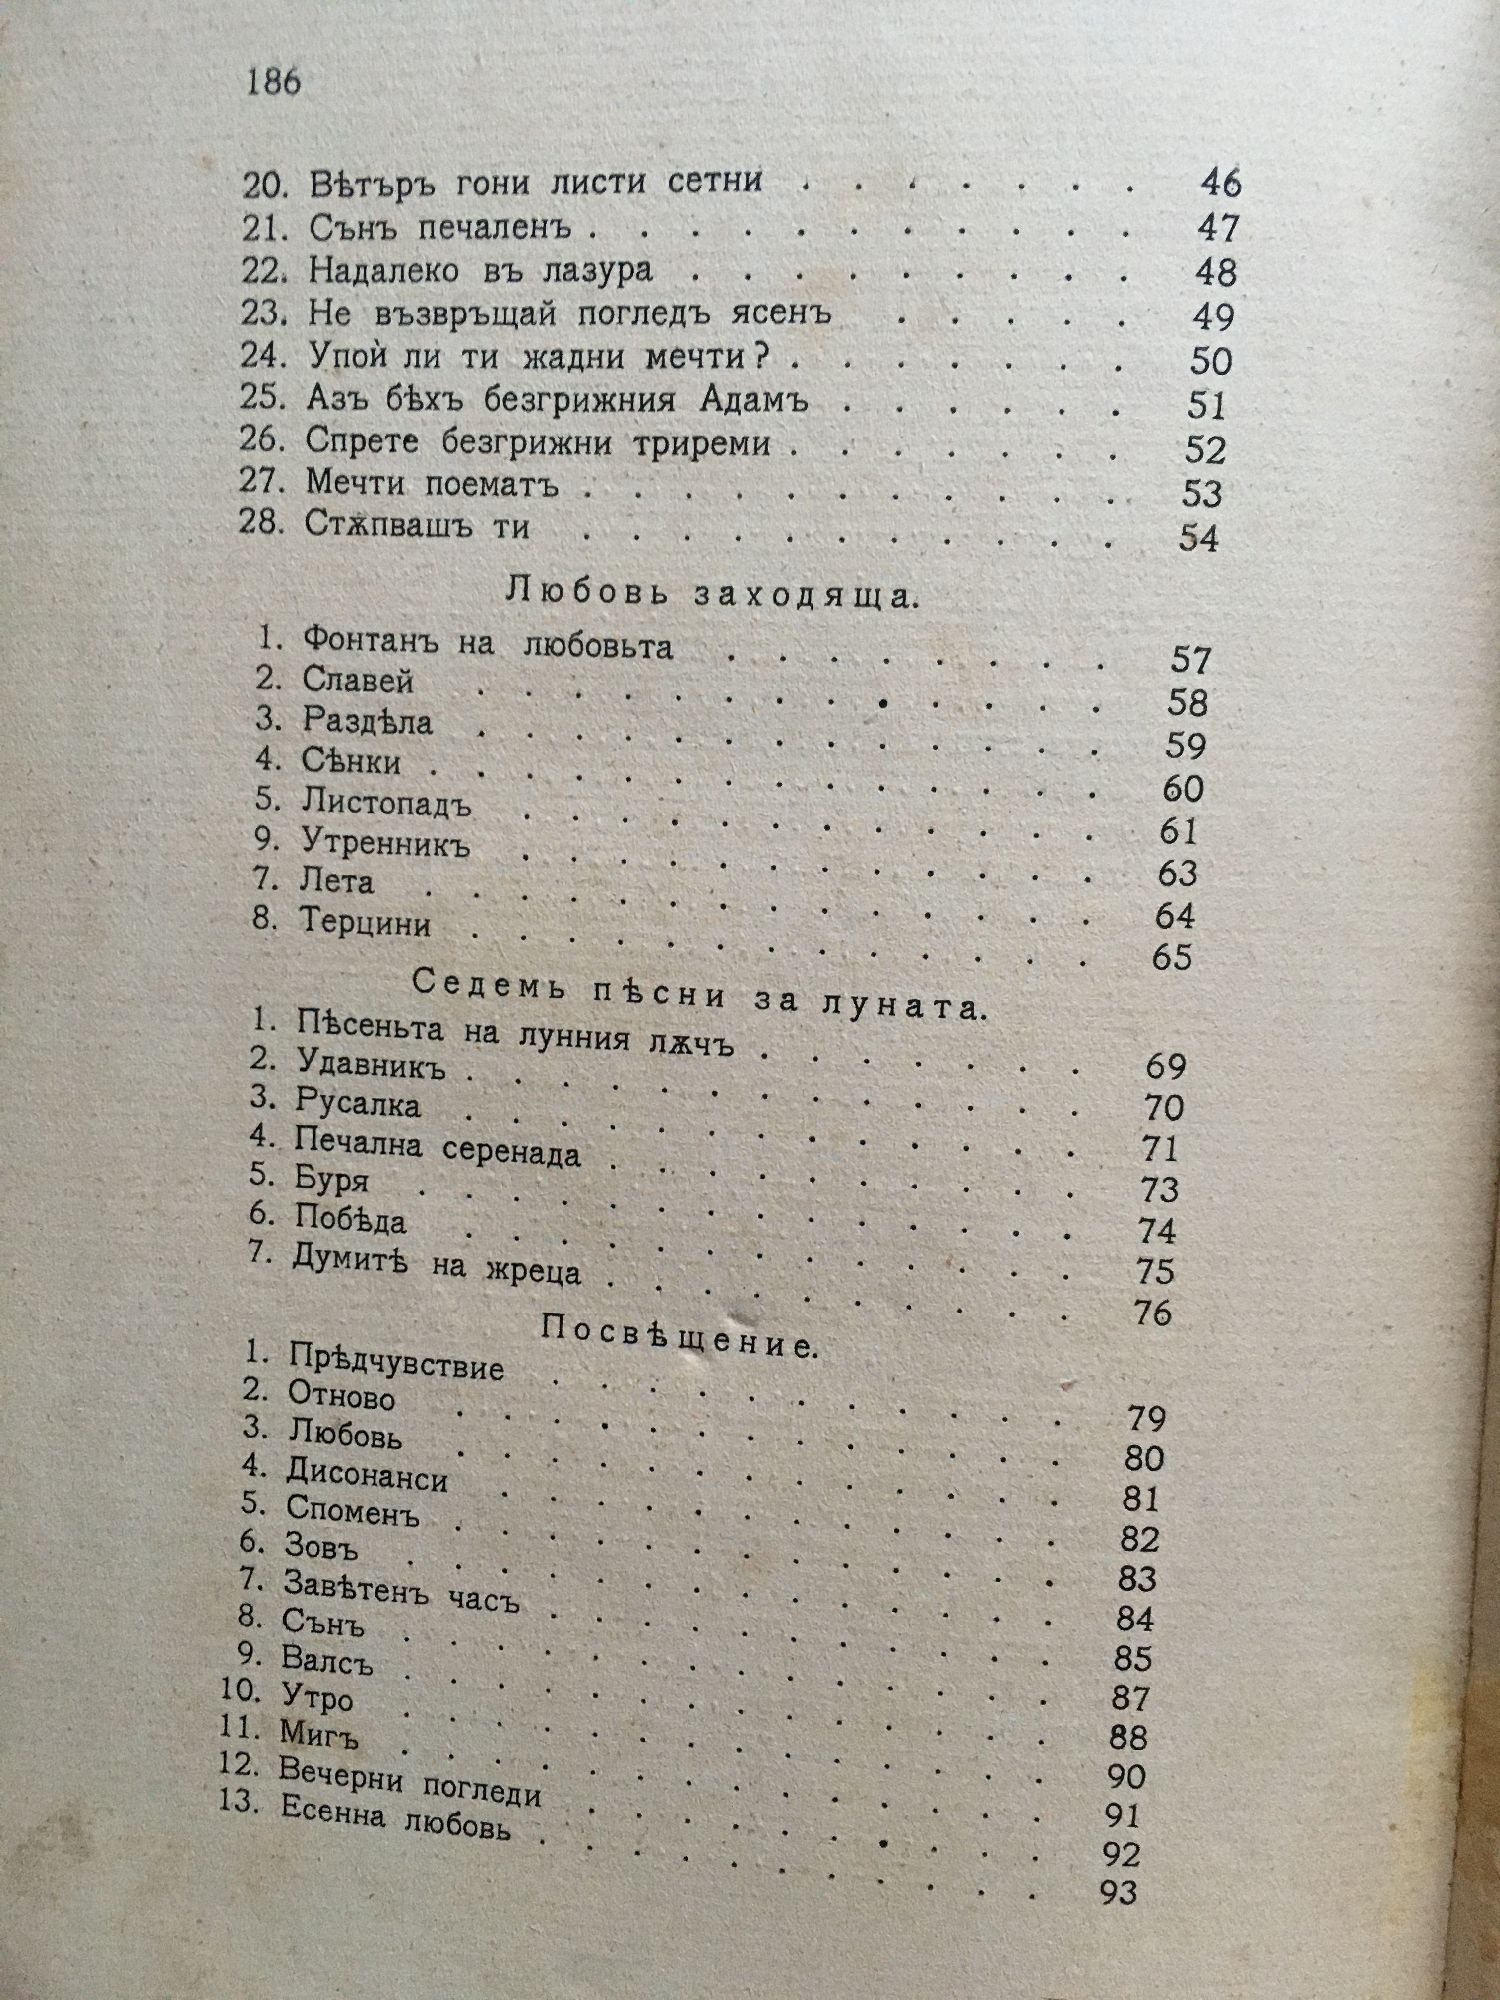 186
20. Вѣтъръ гони листи сетни . . . . . . . 46
21. Сънъ печаленъ . . . . . . . . . . . 47
22. Надалеко въ лазура . . . . . . . . . 48
23. Не възвръщай погледъ ясенъ . . . . . 49
24. Упой ли ти жадни мечти? . . . . . . . 50
25. Азъ бѣхъ безгрижния Адамъ . . . . . . 51
26. Спрете безгрижни триреми . . . . . . . 52
27. Мечти поематъ . . . . . . . . . . . 53
28. Стѫпвашъ ти . . . . . . . . . . . 54
Любовь заходяща.
1. Фонтанъ на любовьта . . . . . . . . 57
2. Славей . . . . . . . . . . . . . 58
3. Раздѣла . . . . . . . . . . . . . 59
4. Сѣнки . . . . . . . . . . . . . . 60
5. Листопадъ . . . . . . . . . . . . 61
9. Утренникъ . . . . . . . . . . . . 63
7. Лета . . . . . . . . . . . . . . 64
8. Терцини . . . . . . . . . . . . . 65
Седемь пѣсни за луната.
1. Пѣсеньта на лунния лѫчъ . . . . . . . 69
2. Удавникъ . . . . . . . . . . . . . 70
3. Русалка . . . . . . . . . . . . . 71
4. Печална серенада . . . . . . . . . . 73
5. Буря . . . . . . . . . . . . . . 74
6. Побѣда . . . . . . . . . . . . . 75
7. Думитѣ на жреца . . . . . . . . . . 76
Посвѣщение.
1. Прѣдчувствие . . . . . . . . . . . 79
2. Отново . . . . . . . . . . . . . 80
3. Любовь . . . . . . . . . . . . . 81
4. Дисонанси . . . . . . . . . . . . 82
5. Споменъ . . . . . . . . . . . . . 83
6. Зовъ . . . . . . . . . . . . . . 84
7. Завѣтенъ часъ . . . . . . . . . . . 85
8. Сънъ . . . . . . . . . . . . . . 87
9. Валсъ . . . . . . . . . . . . . . 88
10. Утро . . . . . . . . . . . . . . 90
11. Мигъ . . . . . . . . . . . . . . 91
12. Вечерни погледи . . . . . . . . . . 92
13. Есенна любовь . . . . . . . . . . . 93